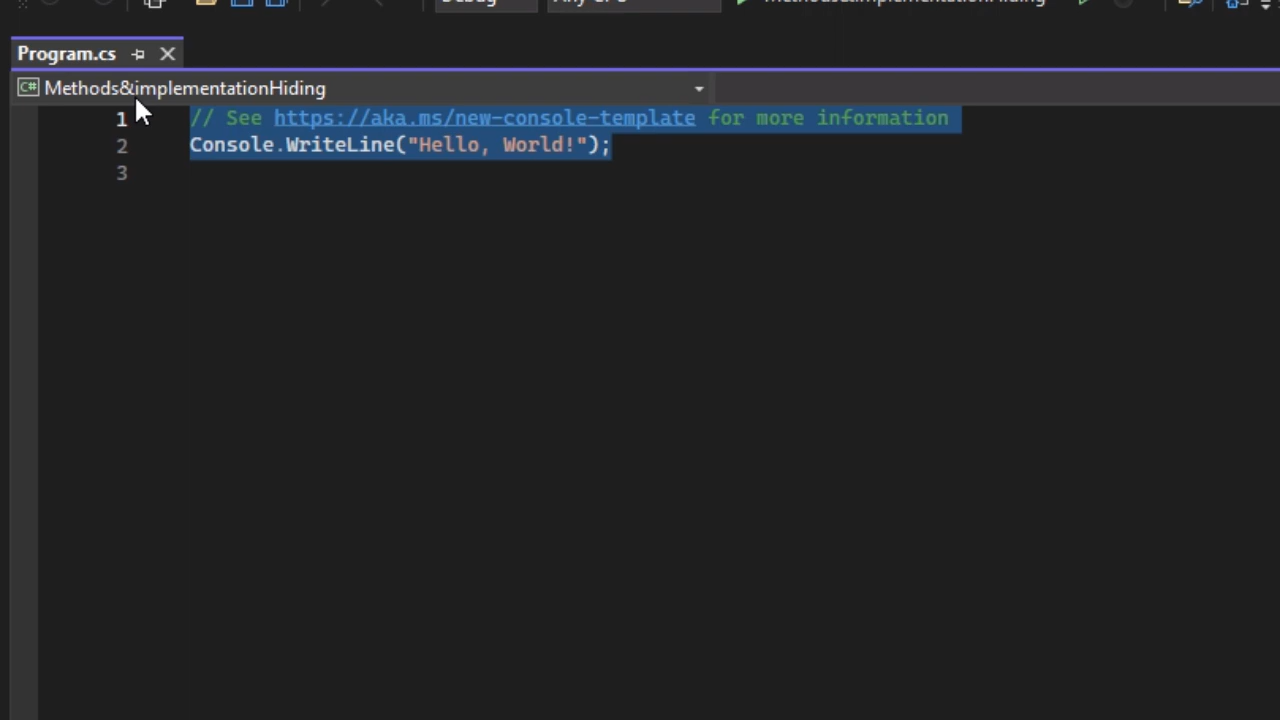 Program.cs
C# Methods&implementationHiding
1 // See https://aka.ms/new-console-template for more information
2 Console.WriteLine("Hello, World!");
3